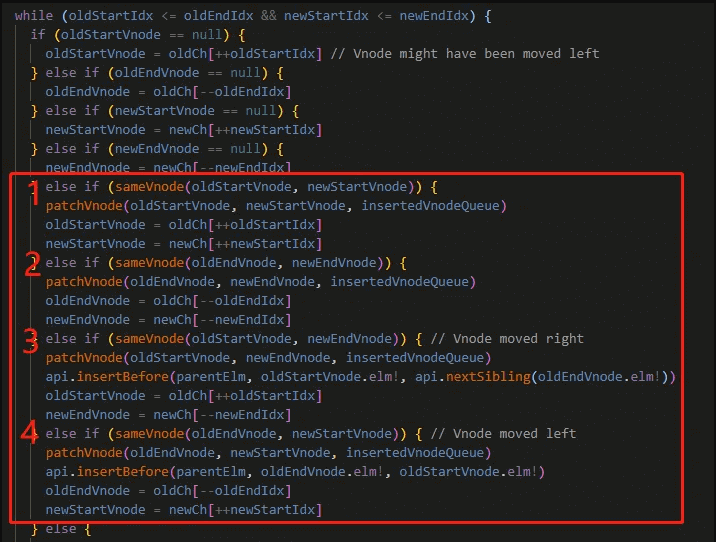 while (oldStartIdx <= oldEndIdx && newStartIdx <= newEndIdx) {
if (oldStartVnode == null) {
oldStartVnode = oldCh[++oldStartIdx] // Vnode might have been moved left
} else if (oldEndVnode == null) {
oldEndVnode = oldCh[--oldEndIdx]
} else if (newStartVnode == null) {
newStartVnode = newCh[++newStartIdx]
} else if (newEndVnode == null) {
newEndVnode = newCh[--newEndIdx]
1 } else if (sameVnode(oldStartVnode, newStartVnode)) {
patchVnode(oldStartVnode, newStartVnode, insertedVnodeQueue)
oldStartVnode = oldCh[++oldStartIdx]
newStartVnode = newCh[++newStartIdx]
2 } else if (sameVnode(oldEndVnode, newEndVnode)) {
patchVnode(oldEndVnode, newEndVnode, insertedVnodeQueue)
oldEndVnode = oldCh[--oldEndIdx]
newEndVnode = newCh[--newEndIdx]
3 } else if (sameVnode(oldStartVnode, newEndVnode)) { // Vnode moved right
patchVnode(oldStartVnode, newEndVnode, insertedVnodeQueue)
api.insertBefore(parentElm, oldStartVnode.elm!, api.nextSibling(oldEndVnode.elm!))
oldStartVnode = oldCh[++oldStartIdx]
newEndVnode = newCh[--newEndIdx]
4 } else if (sameVnode(oldEndVnode, newStartVnode)) { // Vnode moved left
patchVnode(oldEndVnode, newStartVnode, insertedVnodeQueue)
api.insertBefore(parentElm, oldEndVnode.elm!, oldStartVnode.elm!)
oldEndVnode = oldCh[--oldEndIdx]
newStartVnode = newCh[++newStartIdx]
} else {